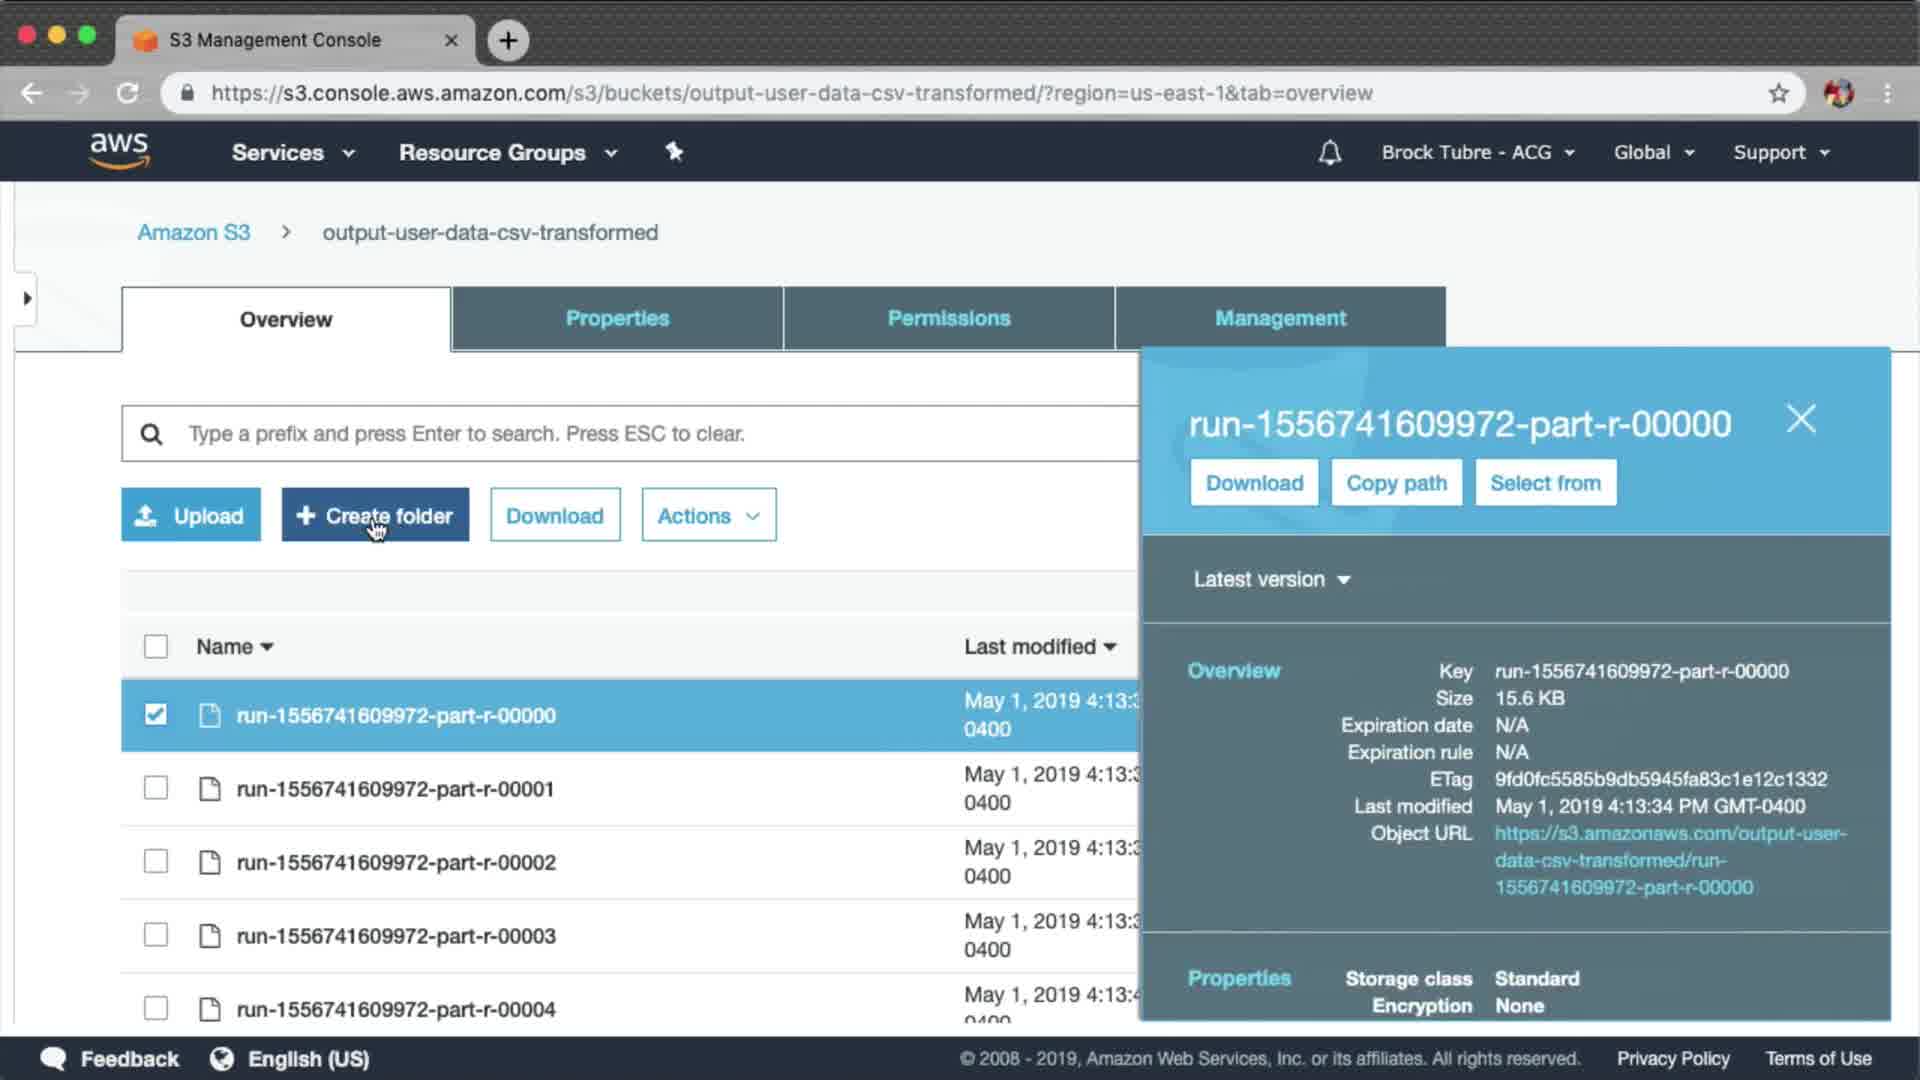 S3 Management Console
https://s3.console.aws.amazon.com/s3/buckets/output-user-data-csv-transformed/?region=us-east-1&tab=overview
aws Services Resource Groups Brock Tubre - ACG Global Support
Amazon S3 > output-user-data-csv-transformed
Overview Properties Permissions Management
Type a prefix and press Enter to search. Press ESC to clear.
Upload + Create folder Download Actions
Name Last modified
run-1556741609972-part-r-00000 May 1, 2019 4:13:3
0400
run-1556741609972-part-r-00001 May 1, 2019 4:13:3
0400
run-1556741609972-part-r-00002 May 1, 2019 4:13:3
0400
run-1556741609972-part-r-00003 May 1, 2019 4:13:3
0400
run-1556741609972-part-r-00004 May 1, 2019 4:13:4
0400
run-1556741609972-part-r-00000
Download Copy path Select from
Latest version
Overview Key run-1556741609972-part-r-00000
Size 15.6 KB
Expiration date N/A
Expiration rule N/A
ETag 9fd0fc5585b9db5945fa83c1e12c1332
Last modified May 1, 2019 4:13:34 PM GMT-0400
Object URL https://s3.amazonaws.com/output-user-
data-csv-transformed/run-
1556741609972-part-r-00000
Properties Storage class Standard
Encryption None
Feedback English (US) © 2008 - 2019, Amazon Web Services, Inc. or its affiliates. All rights reserved. Privacy Policy Terms of Use